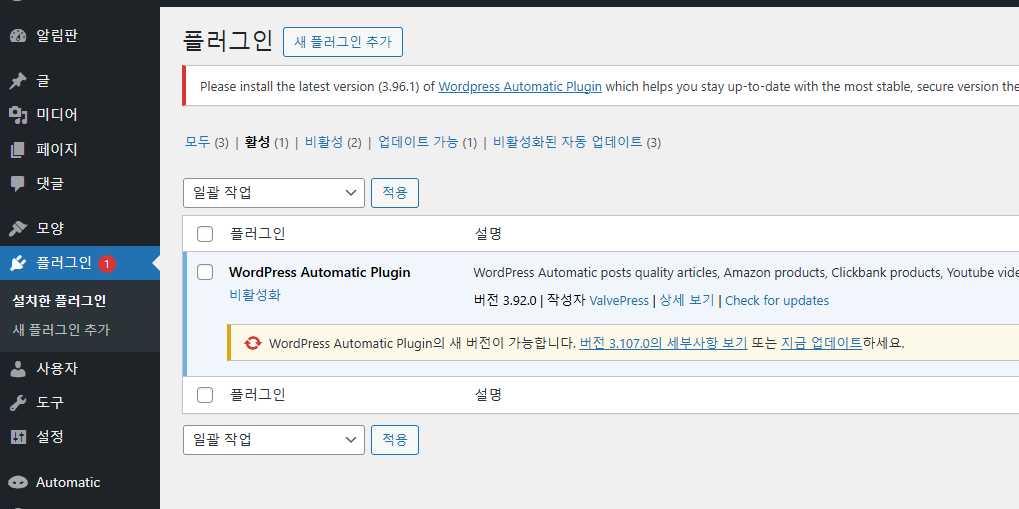 알림판
글
미디어
페이지
댓글
모양
플러그인 1
설치한 플러그인
새 플러그인 추가
사용자
도구
설정
Automatic
플러그인 새 플러그인 추가
Please install the latest version (3.96.1) of Wordpress Automatic Plugin which helps you stay up-to-date with the most stable, secure version the
모두 (3) | 활성 (1) | 비활성 (2) | 업데이트 가능 (1) | 비활성화된 자동 업데이트 (3)
일괄 작업 적용
플러그인 설명
WordPress Automatic Plugin WordPress Automatic posts quality articles, Amazon products, Clickbank products, Youtube vide
비활성화 버전 3.92.0 | 작성자 ValvePress | 상세 보기 | Check for updates
WordPress Automatic Plugin의 새 버전이 가능합니다. 버전 3.107.0의 세부사항 보기 또는 지금 업데이트하세요.
플러그인 설명
일괄 작업 적용